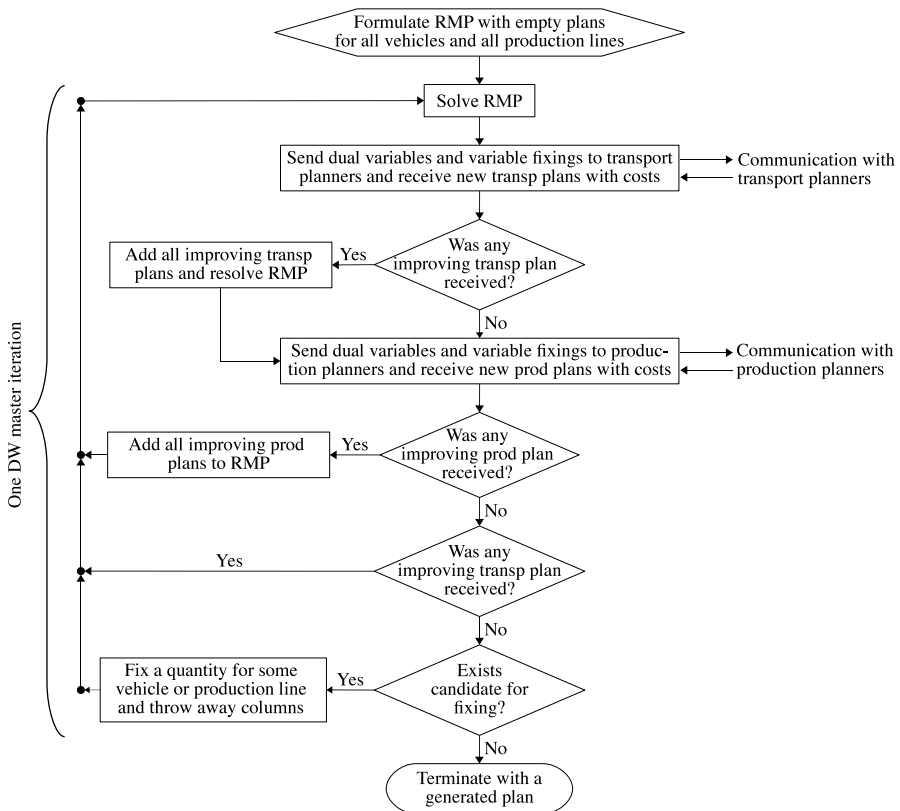 Formulate RMP with empty plans
for all vehicles and all production lines
Solve RMP
Send dual variables and variable fixings to transport
planners and receive new transp plans with costs
Communication with
transport planners
Was any
improving transp plan
received?
Yes
Add all improving transp
plans and resolve RMP
No
Send dual variables and variable fixings to produc-
tion planners and receive new prod plans with costs
Communication with
production planners
One DW master iteration
Was any
improving prod plan
received?
Yes
Add all improving prod
plans to RMP
No
Was any
improving transp plan
received?
Yes
No
Exists
candidate for
fixing?
Yes
Fix a quantity for some
vehicle or production line
and throw away columns
No
Terminate with a
generated plan